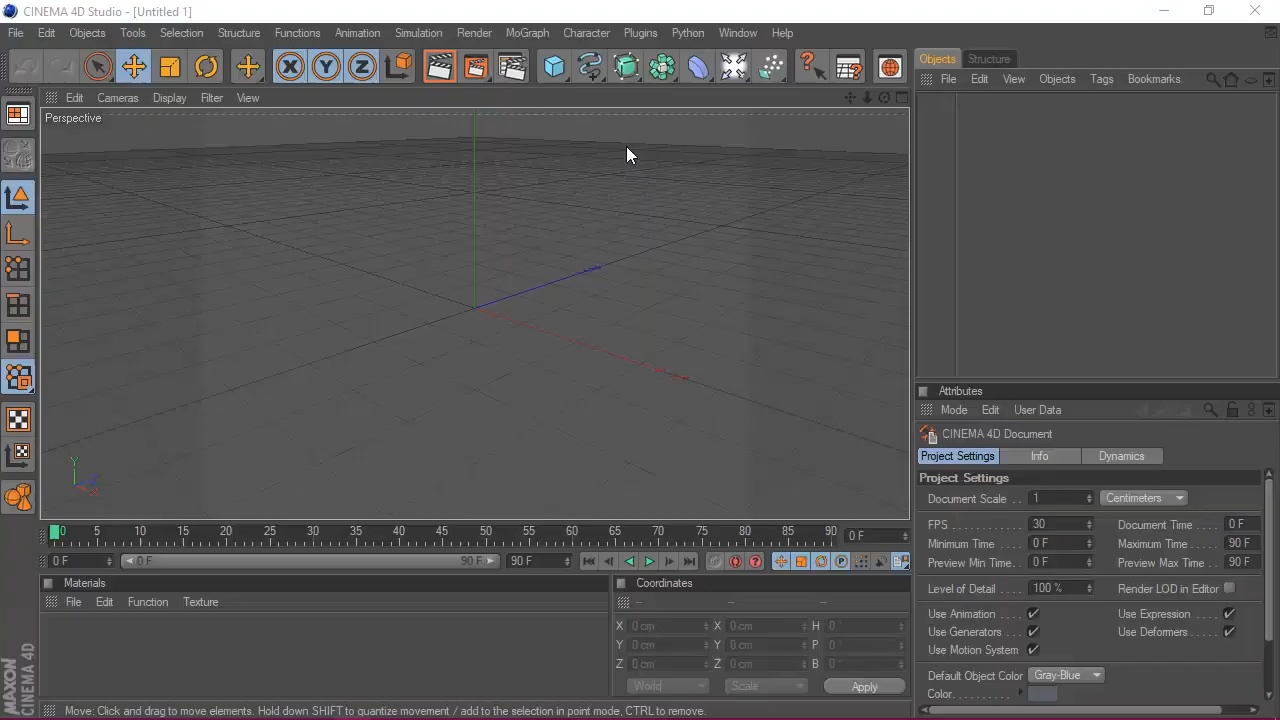 CINEMA 4D Studio - [Untitled 1]
File Edit Objects Tools Selection Structure Functions Animation Simulation Render MoGraph Character Plugins Python Window Help
X Y Z
Objects Structure
File Edit View Objects Tags Bookmarks
Edit Cameras Display Filter View
Perspective
Y
Attributes
Mode Edit User Data
CINEMA 4D Document
Project Settings Info Dynamics
Project Settings
Document Scale . . 1 Centimeters
FPS . . . . . . . . . . . 30 Document Time . 0 F
Minimum Time . . 0 F Maximum Time . . 90 F
Preview Min Time. . 0 F Preview Max Time . 90 F
Level of Detail . . . 100 % Render LOD in Editor
Use Animation . . . . Use Expression . . . .
Use Generators . . . Use Deformers. . . . .
Use Motion System
Default Object Color Gray-Blue
Color. . . . . . . . . .
0 5 10 15 20 25 30 35 40 45 50 55 60 65 70 75 80 85 90 0 F
0 F 0 F 90 F 90 F
Materials
File Edit Function Texture
Coordinates
-- -- --
X 0 cm X 0 cm H 0 °
Y 0 cm Y 0 cm P 0 °
Z 0 cm Z 0 cm B 0 °
World Scale Apply
MAXON
CINEMA 4D
Move: Click and drag to move elements. Hold down SHIFT to quantize movement / add to the selection in point mode, CTRL to remove.